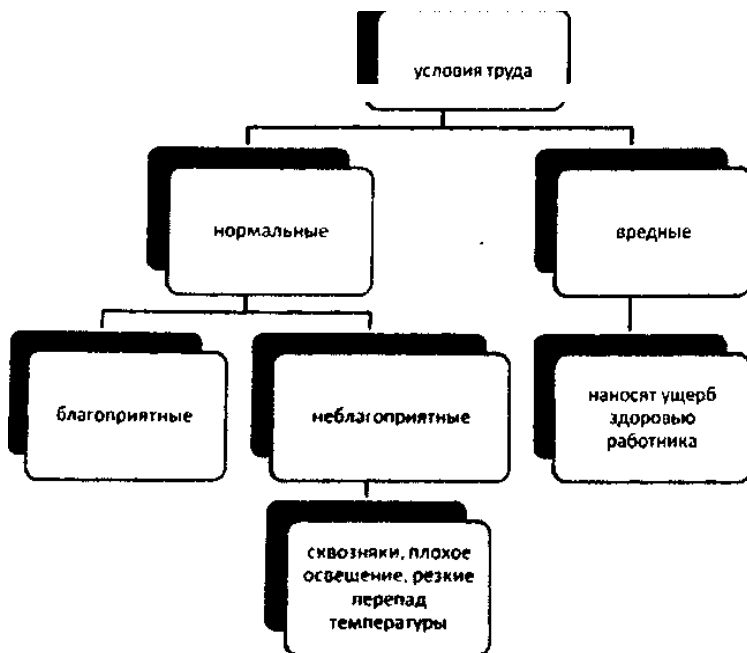 условия труда
нормальные
вредные
благоприятные
неблагоприятные
наносят ущерб
здоровью
работника
сквозняки, плохое
освещение, резкие
перепад
температуры